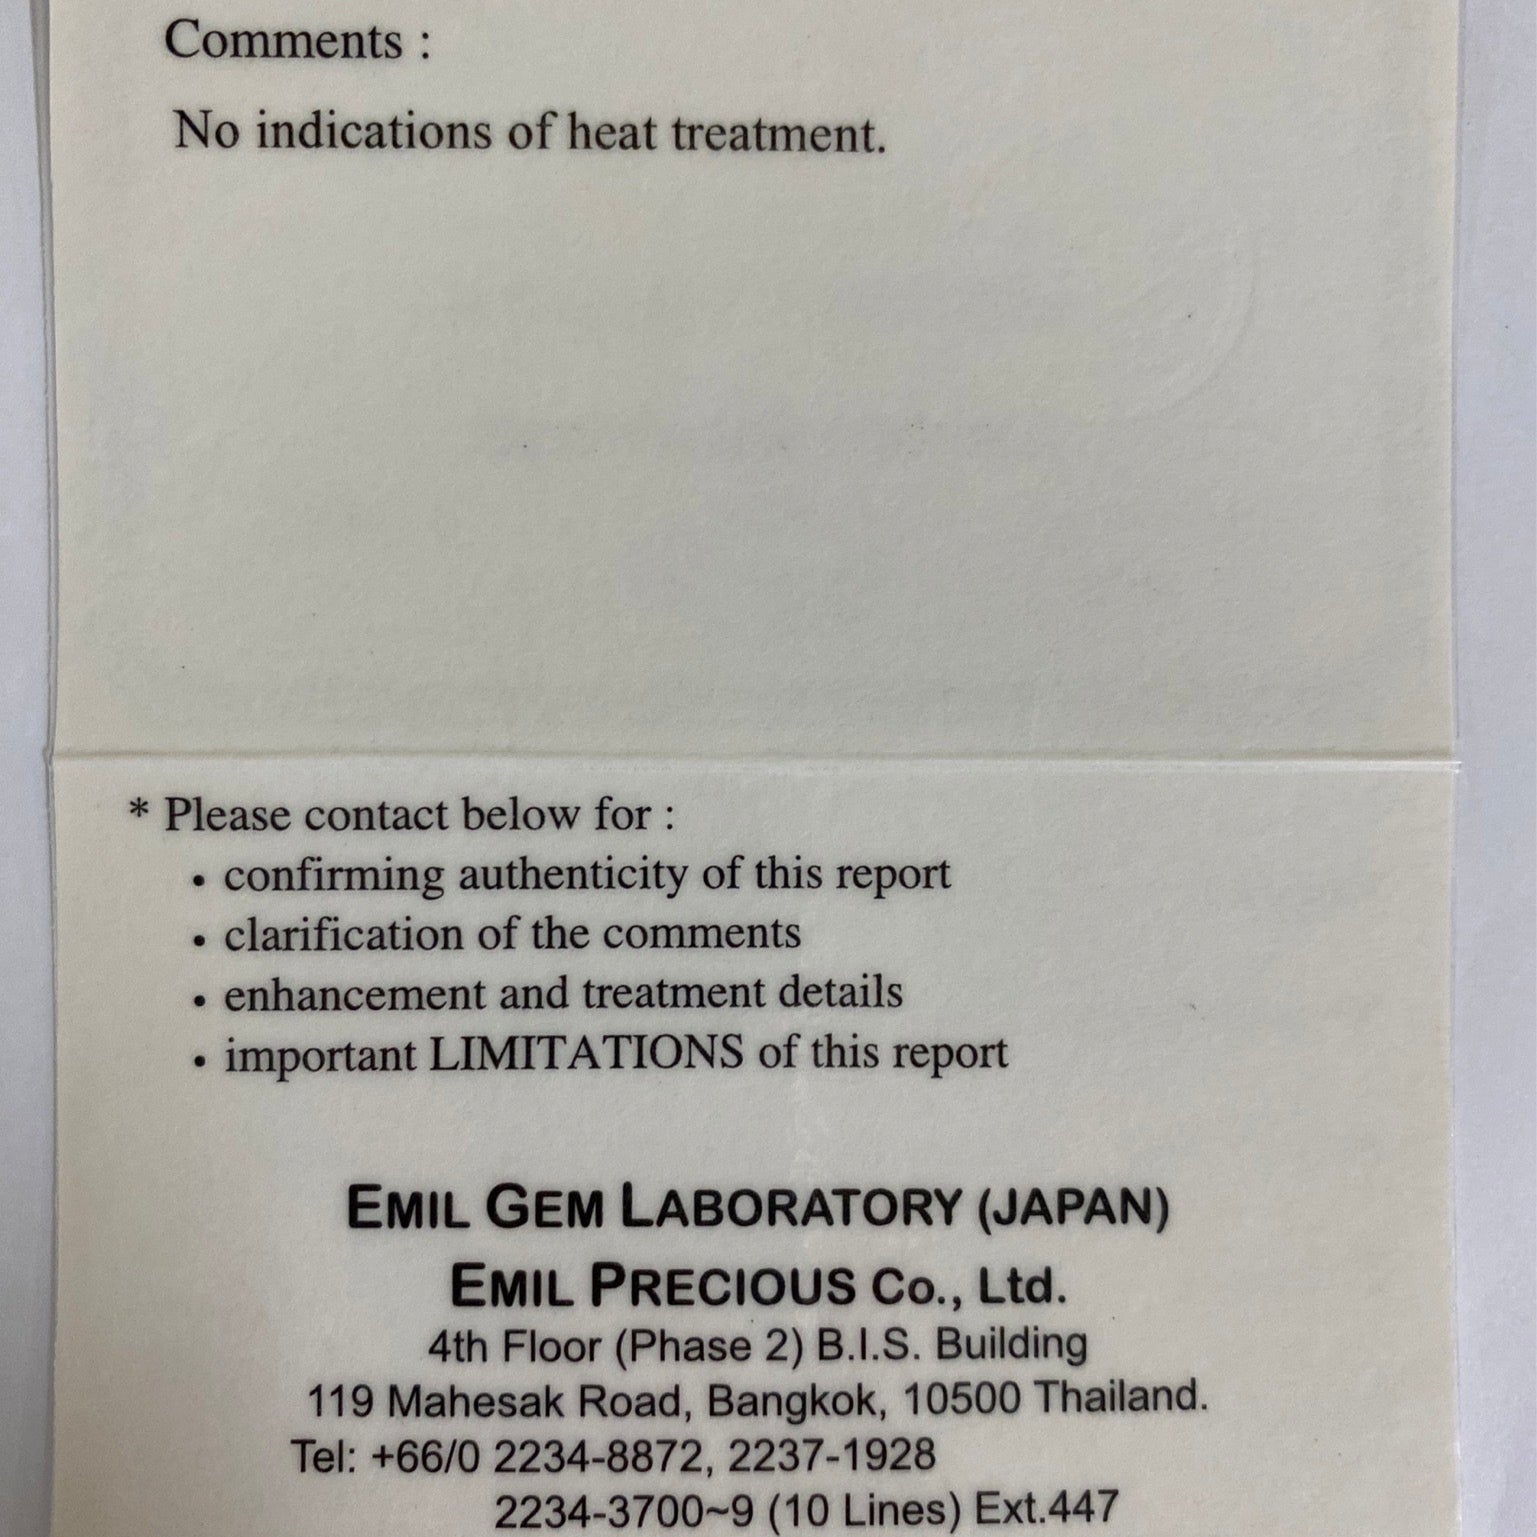 Comments :
No indications of heat treatment.
* Please contact below for :
• confirming authenticity of this report
• clarification of the comments
• enhancement and treatment details
• important LIMITATIONS of this report
EMIL GEM LABORATORY (JAPAN)
EMIL PRECIOUS Co., Ltd.
4th Floor (Phase 2) B.I.S. Building
119 Mahesak Road, Bangkok, 10500 Thailand.
Tel: +66/0 2234-8872, 2237-1928
2234-3700~9 (10 Lines) Ext.447